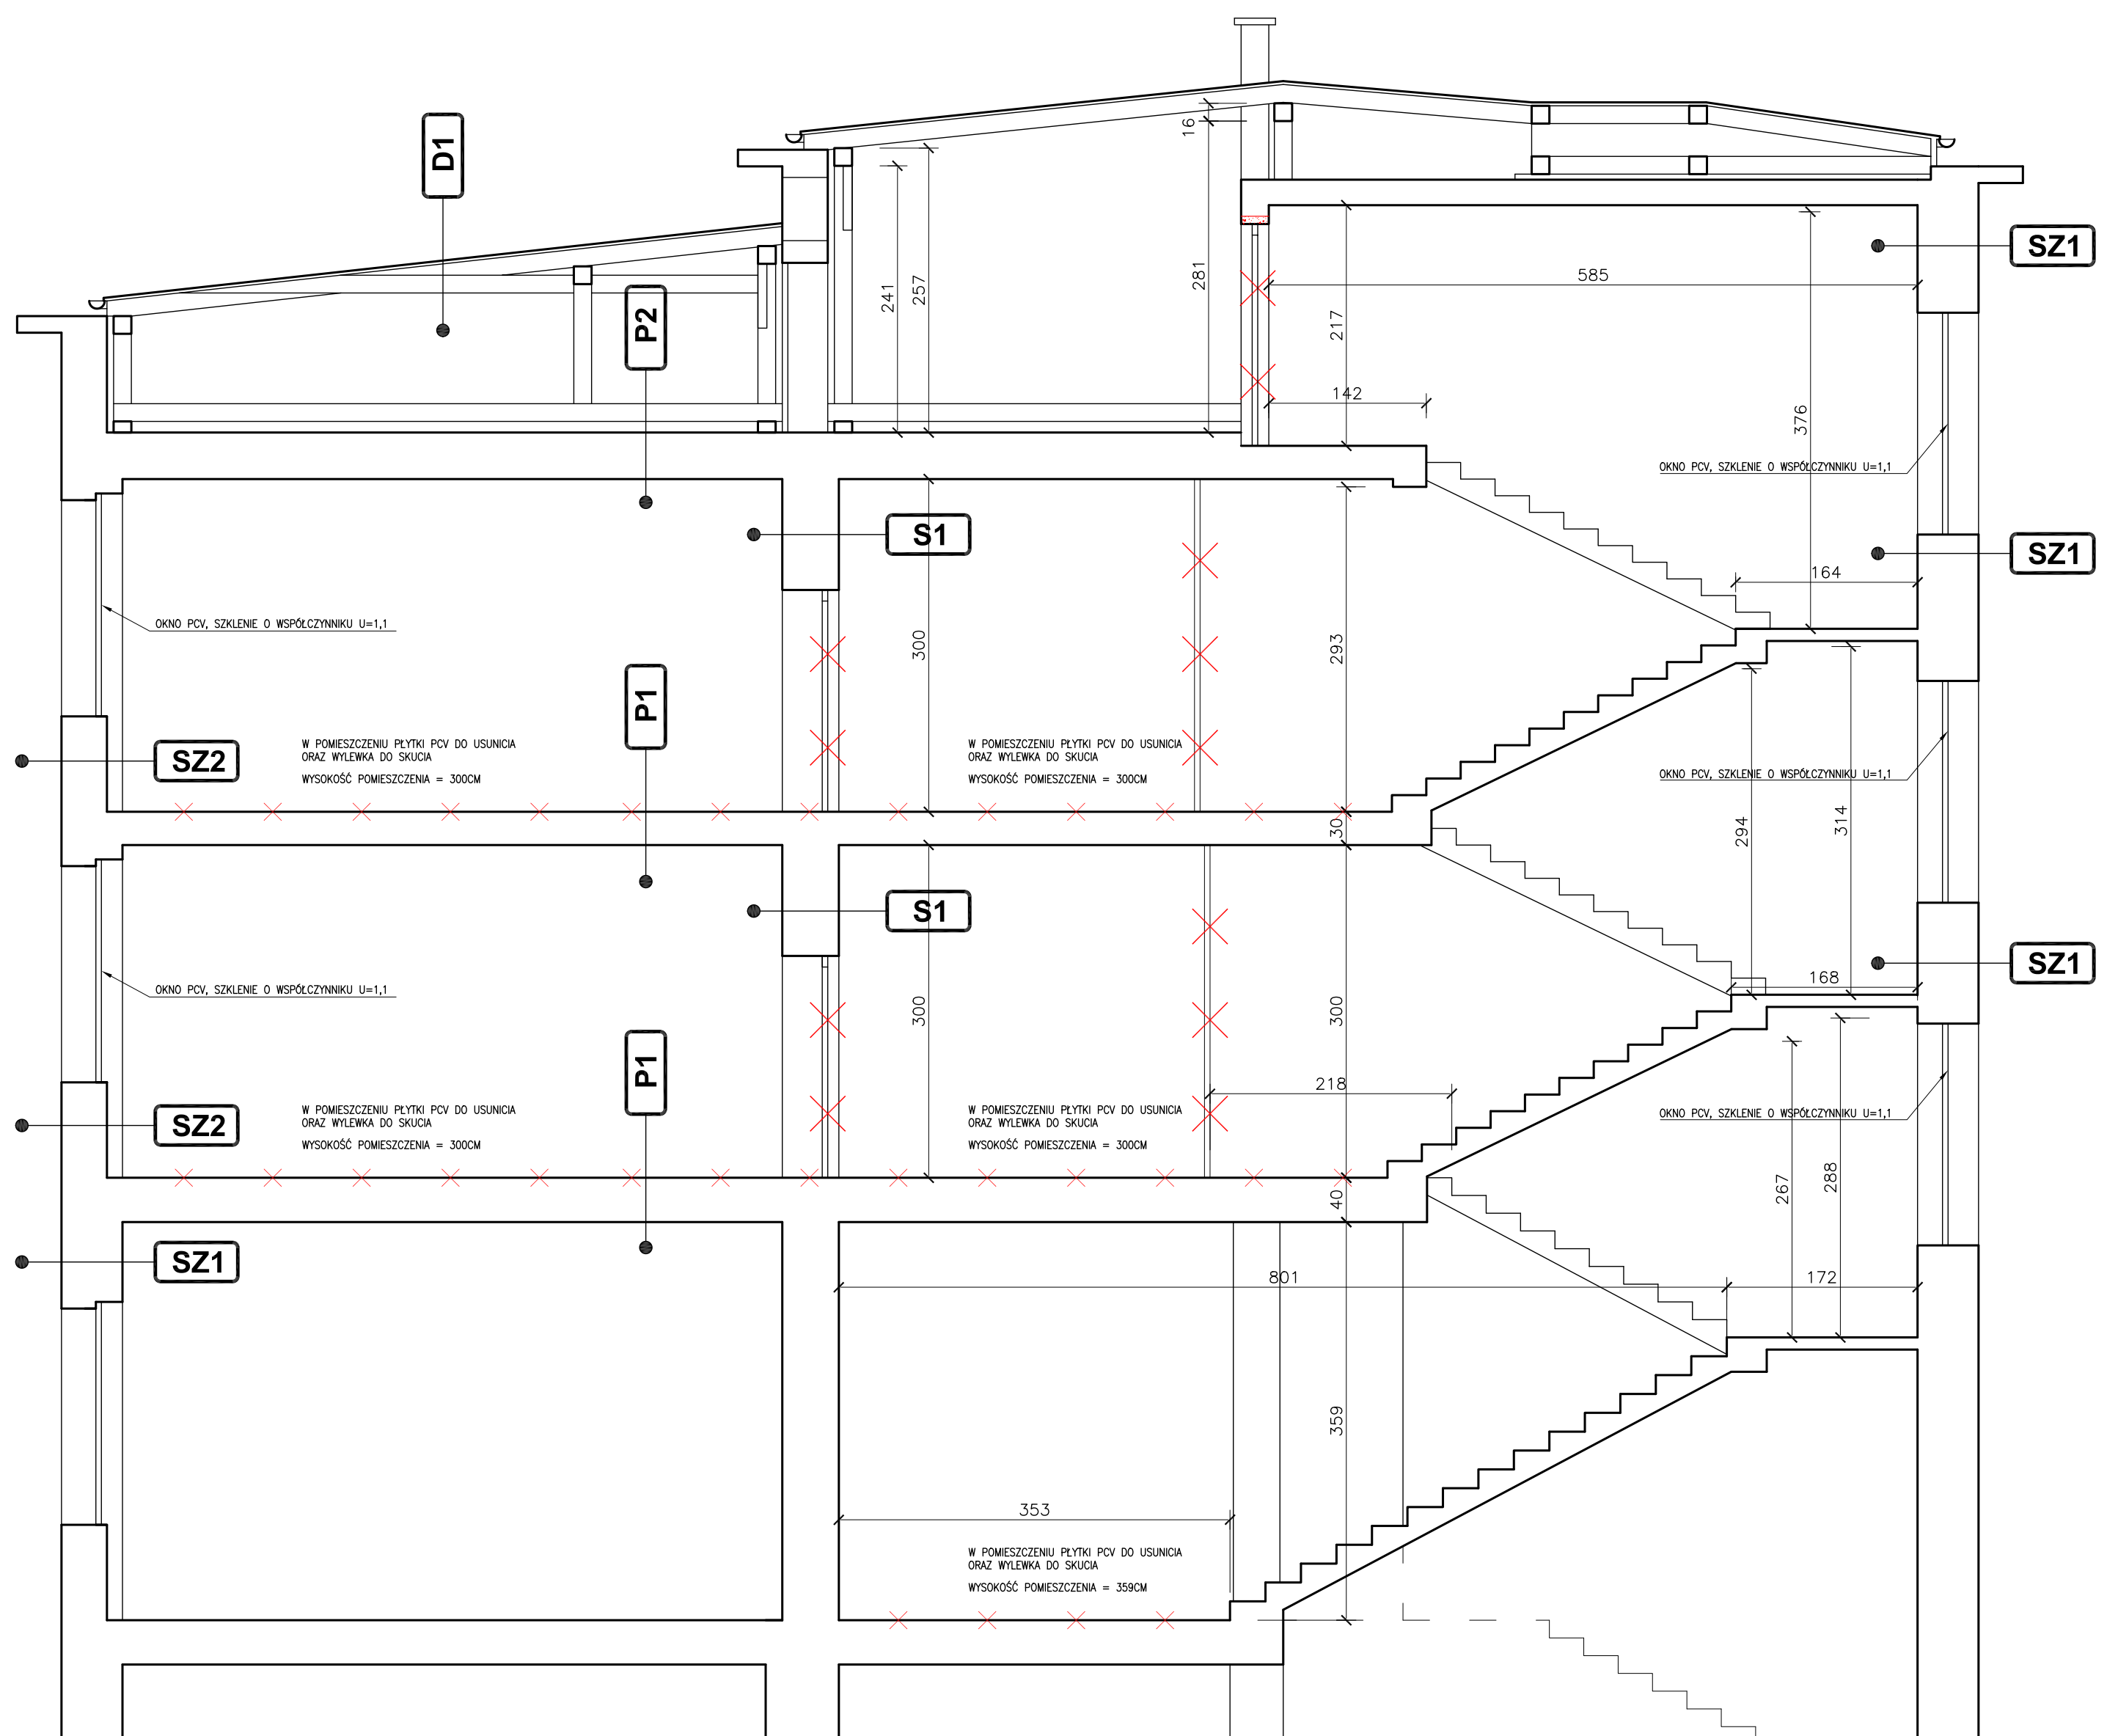 D1
16
SZ1
241
257
281
585
217
P2
142
376
OKNO PCV, SZKLENIE O WSPÓŁCZYNNIKU U=1,1
S1
SZ1
164
OKNO PCV, SZKLENIE O WSPÓŁCZYNNIKU U=1,1
300
293
P1
W POMIESZCZENIU PŁYTKI PCV DO USUNICIA
ORAZ WYLEWKA DO SKUCIA
WYSOKOŚĆ POMIESZCZENIA = 300CM
W POMIESZCZENIU PŁYTKI PCV DO USUNICIA
ORAZ WYLEWKA DO SKUCIA
WYSOKOŚĆ POMIESZCZENIA = 300CM
SZ2
OKNO PCV, SZKLENIE O WSPÓŁCZYNNIKU U=1,1
30
294
314
S1
SZ1
168
OKNO PCV, SZKLENIE O WSPÓŁCZYNNIKU U=1,1
300
300
P1
218
W POMIESZCZENIU PŁYTKI PCV DO USUNICIA
ORAZ WYLEWKA DO SKUCIA
WYSOKOŚĆ POMIESZCZENIA = 300CM
W POMIESZCZENIU PŁYTKI PCV DO USUNICIA
ORAZ WYLEWKA DO SKUCIA
WYSOKOŚĆ POMIESZCZENIA = 300CM
OKNO PCV, SZKLENIE O WSPÓŁCZYNNIKU U=1,1
SZ2
267
288
40
SZ1
801
172
359
353
W POMIESZCZENIU PŁYTKI PCV DO USUNICIA
ORAZ WYLEWKA DO SKUCIA
WYSOKOŚĆ POMIESZCZENIA = 359CM